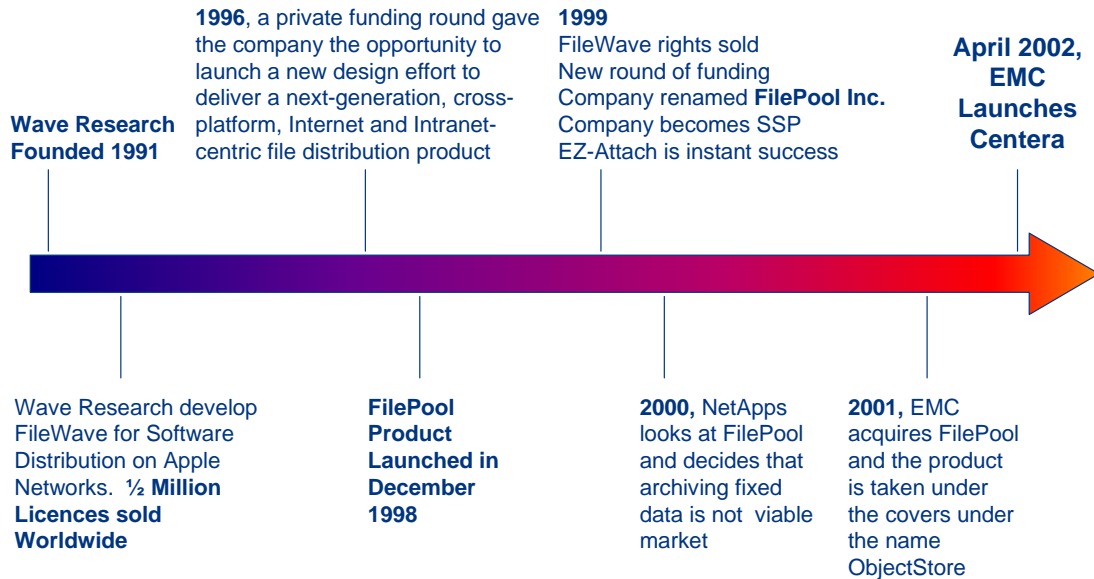 Wave Research
Founded 1991
1996, a private funding round gave
the company the opportunity to
launch a new design effort to
deliver a next-generation, cross-
platform, Internet and Intranet-
centric file distribution product
1999
FileWave rights sold
New round of funding
Company renamed FilePool Inc.
Company becomes SSP
EZ-Attach is instant success
April 2002,
EMC
Launches
Centera
Wave Research develop
FileWave for Software
Distribution on Apple
Networks. ½ Million
Licences sold
Worldwide
FilePool
Product
Launched in
December
1998
2000, NetApps
looks at FilePool
and decides that
archiving fixed
data is not viable
market
2001, EMC
acquires FilePool
and the product
is taken under
the covers under
the name
ObjectStore